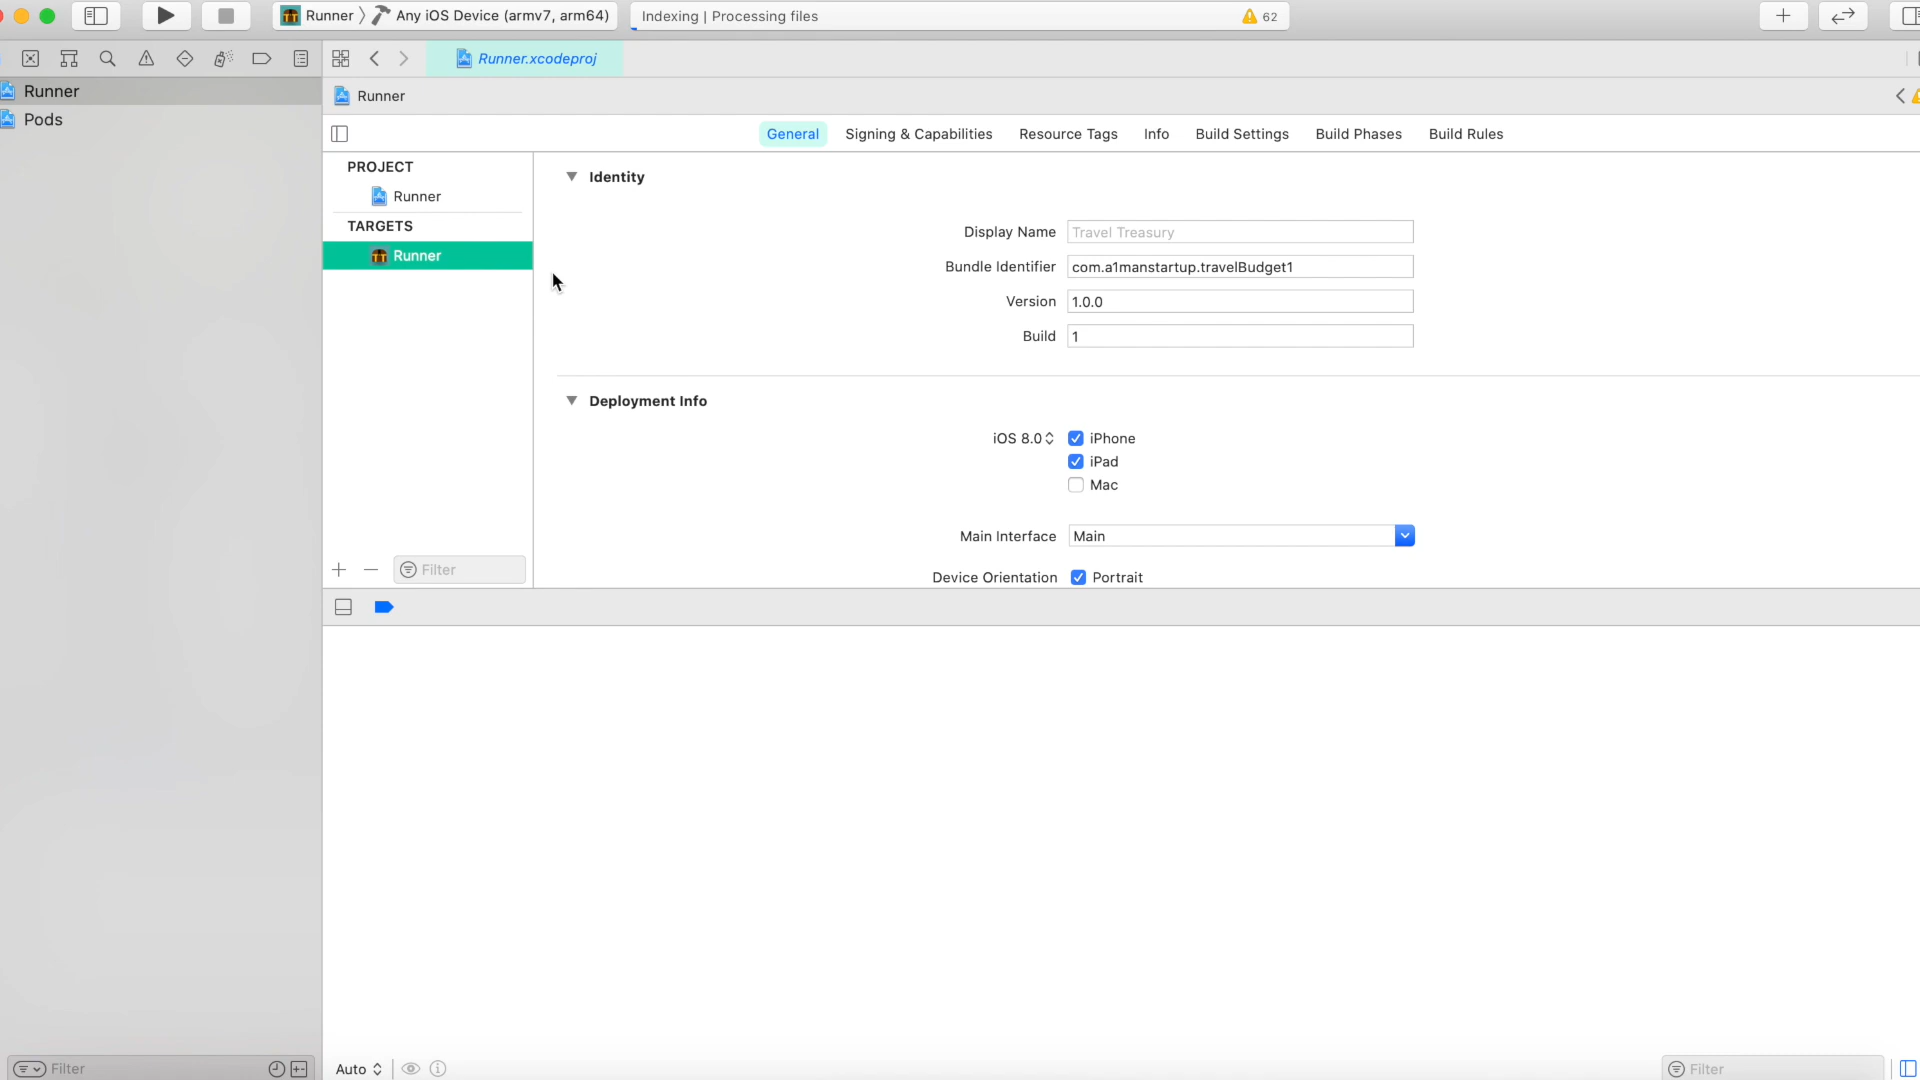 Runner 〉 Any iOS Device (armv7, arm64)
Indexing | Processing files
62
Runner.xcodeproj
Runner
Pods
Runner
General
Signing & Capabilities
Resource Tags
Info
Build Settings
Build Phases
Build Rules
PROJECT
Runner
TARGETS
Runner
Filter
Identity
Display Name Travel Treasury
Bundle Identifier com.a1manstartup.travelBudget1
Version 1.0.0
Build 1
Deployment Info
iOS 8.0 iPhone
iPad
Mac
Main Interface Main
Device Orientation Portrait
Filter
Auto
Filter